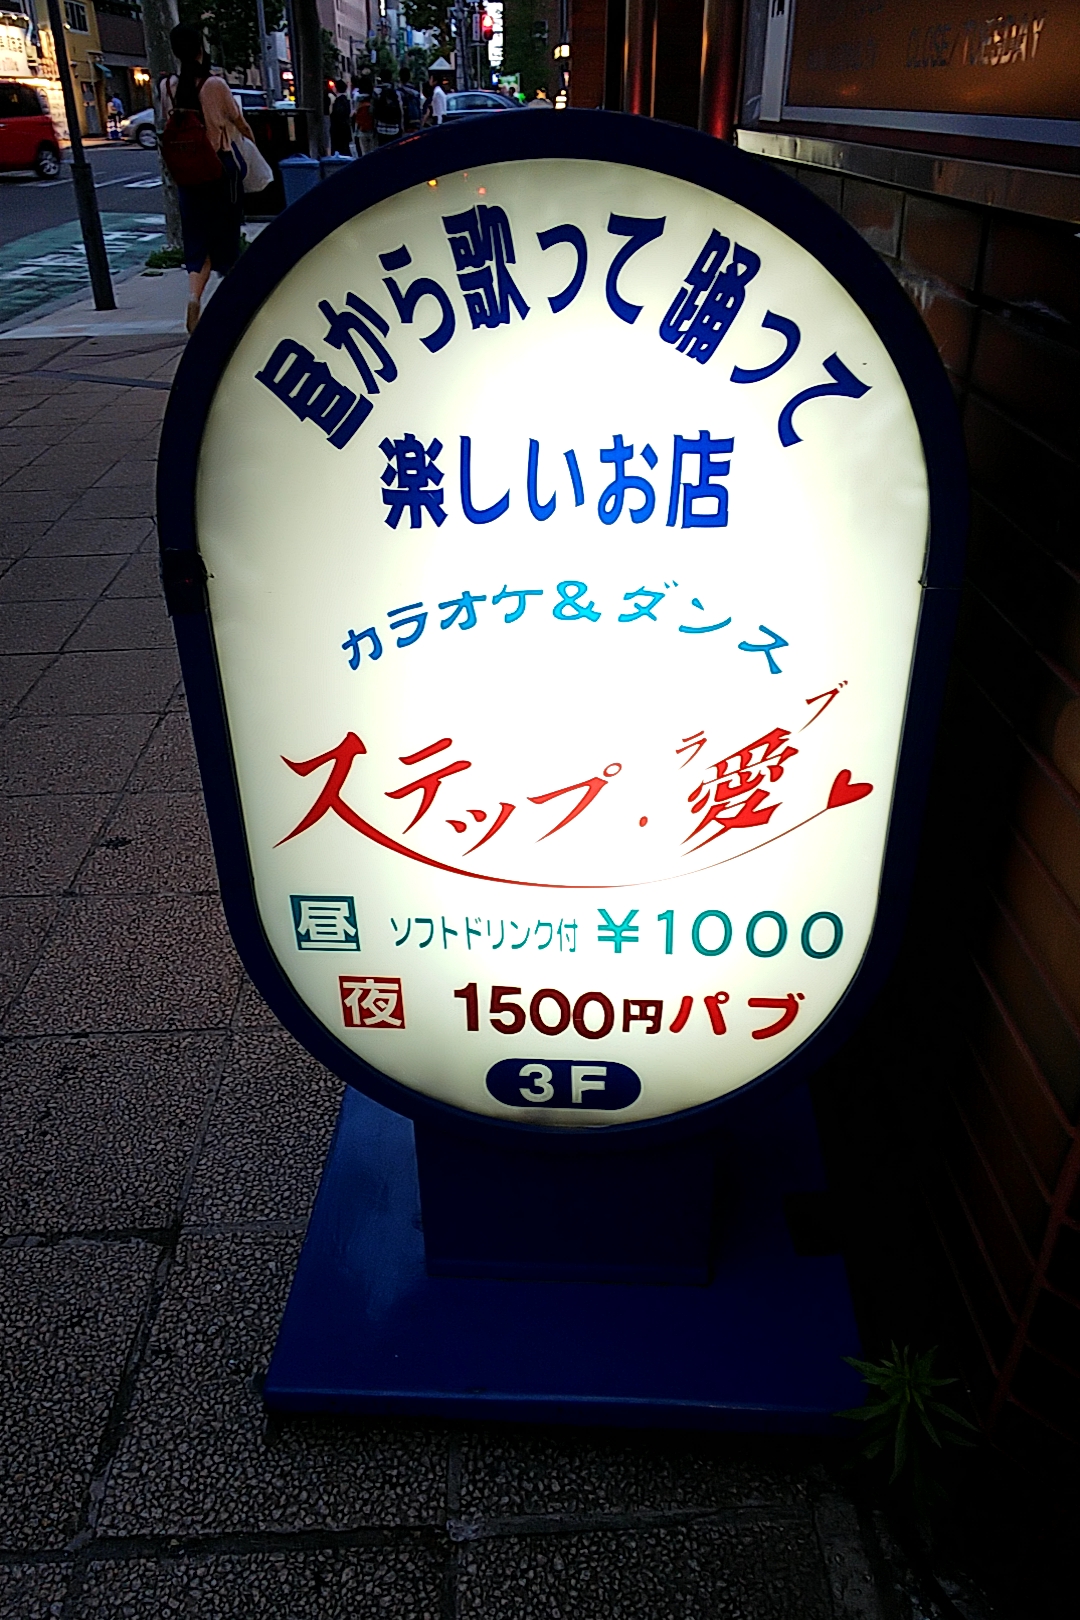 昼から歌って踊って
楽しいお店
カラオケ＆ダンス
ラブ
ステップ・愛
昼 ソフトドリンク付 ￥1000
夜 1500円パブ
3F